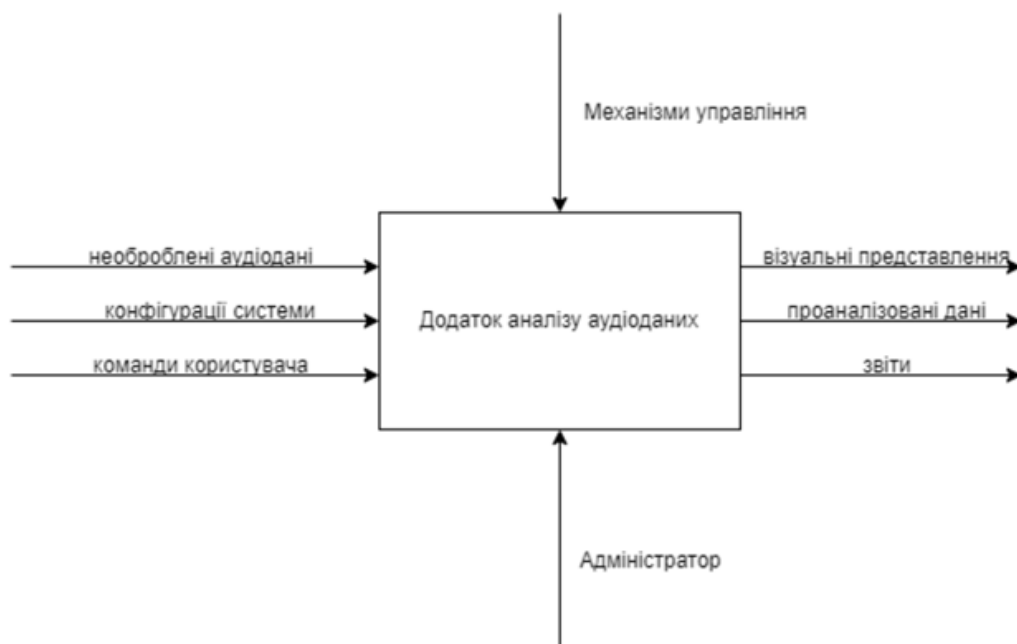 Механізми управління
необроблені аудіодані
візуальні представлення
конфігурації системи
Додаток аналізу аудіоданих
проаналізовані дані
команди користувача
звіти
Адміністратор